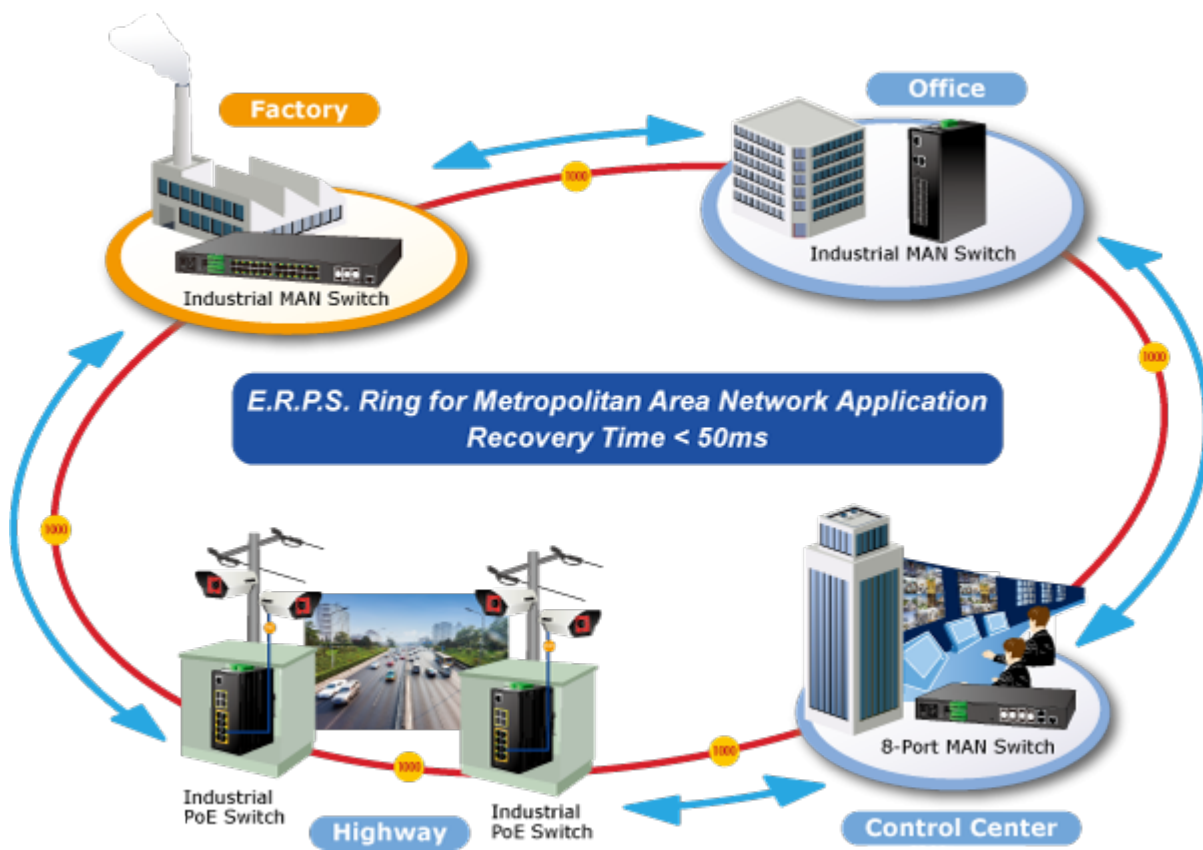 Factory
Office
1000
Industrial MAN Switch
Industrial MAN Switch
1000
E.R.P.S. Ring for Metropolitan Area Network Application
Recovery Time < 50ms
1000
8-Port MAN Switch
1000
1000
Industrial
PoE Switch
Industrial
PoE Switch
Highway
Control Center